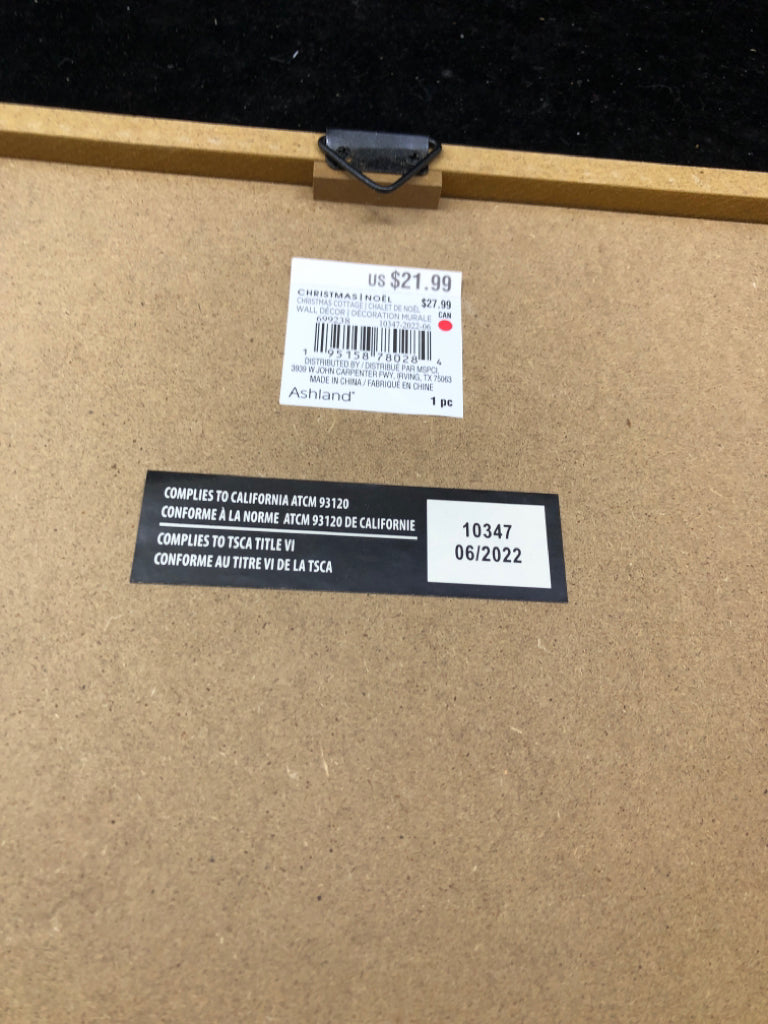 US $21.99
CHRISTMAS | NOËL $27.99
CHRISTMAS COTTAGE | CHALET DE NOËL CAN
WALL DÉCOR | DÉCORATION MURALE
699238 10347-2022-06
1 95158 78028 4
DISTRIBUTED BY / DISTRIBUÉ PAR MSPCI,
3939 W JOHN CARPENTER FWY, IRVING, TX 75063
MADE IN CHINA / FABRIQUÉ EN CHINE
Ashland® 1 pc
COMPLIES TO CALIFORNIA ATCM 93120
CONFORME À LA NORME ATCM 93120 DE CALIFORNIE
COMPLIES TO TSCA TITLE VI
CONFORME AU TITRE VI DE LA TSCA
10347
06/2022